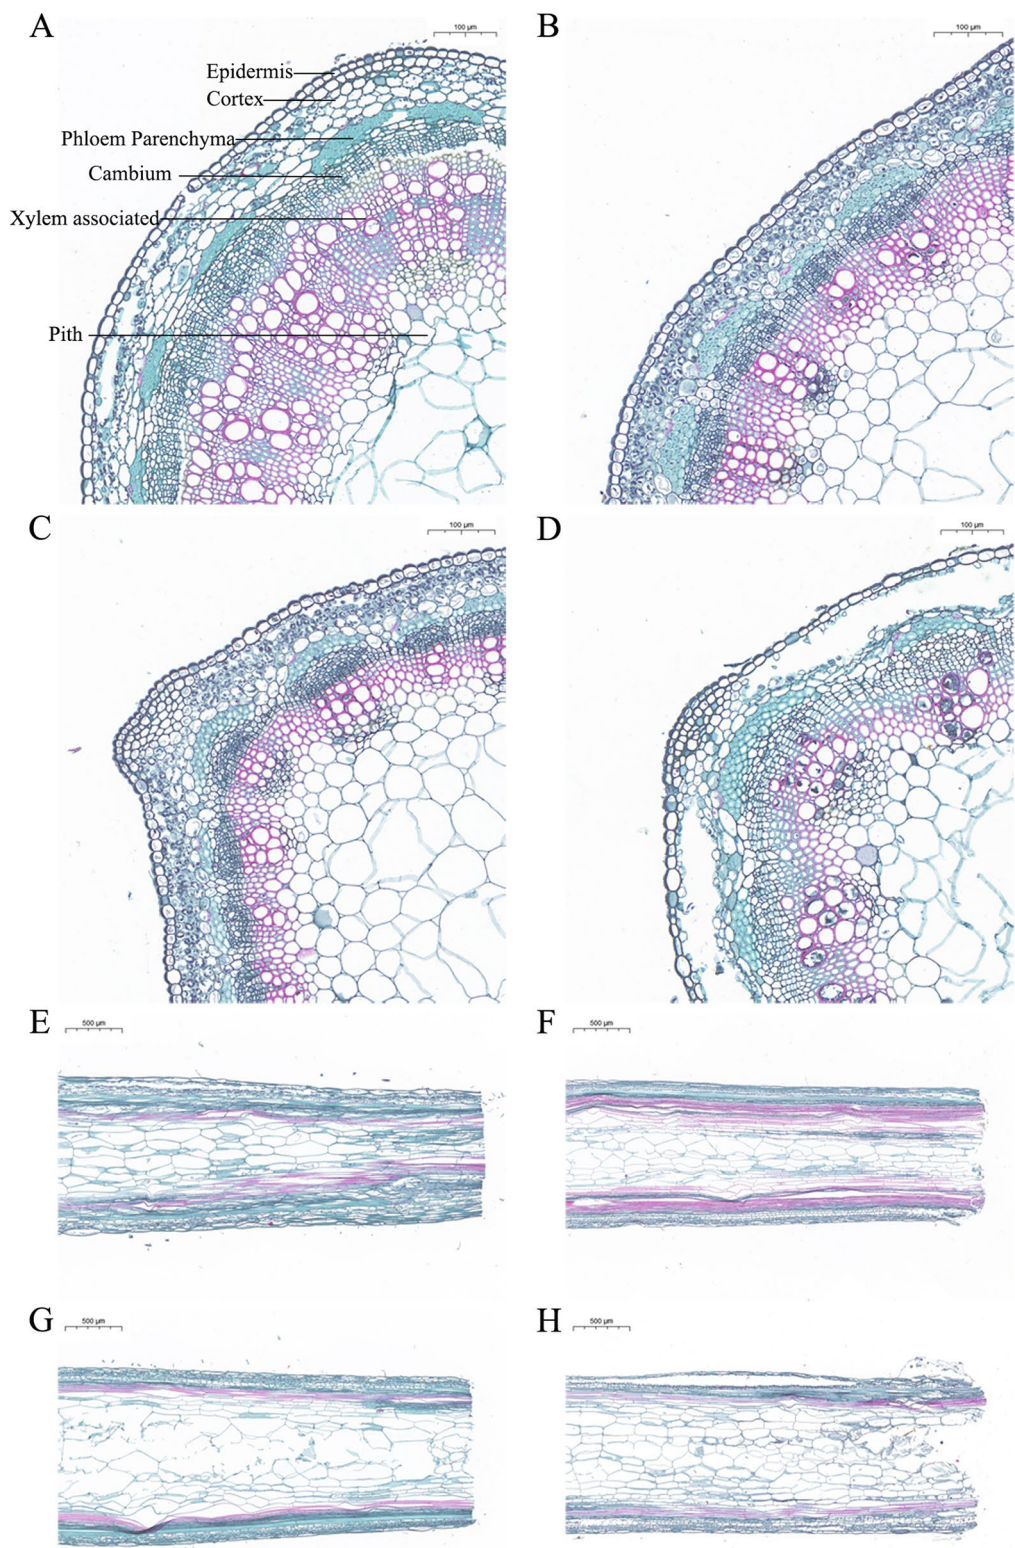 A
100 µm
Epidermis
Cortex
Phloem Parenchyma
Cambium
Xylem associated
Pith
B
100 µm
C
100 µm
D
100 µm
E
500 µm
F
500 µm
G
500 µm
H
500 µm